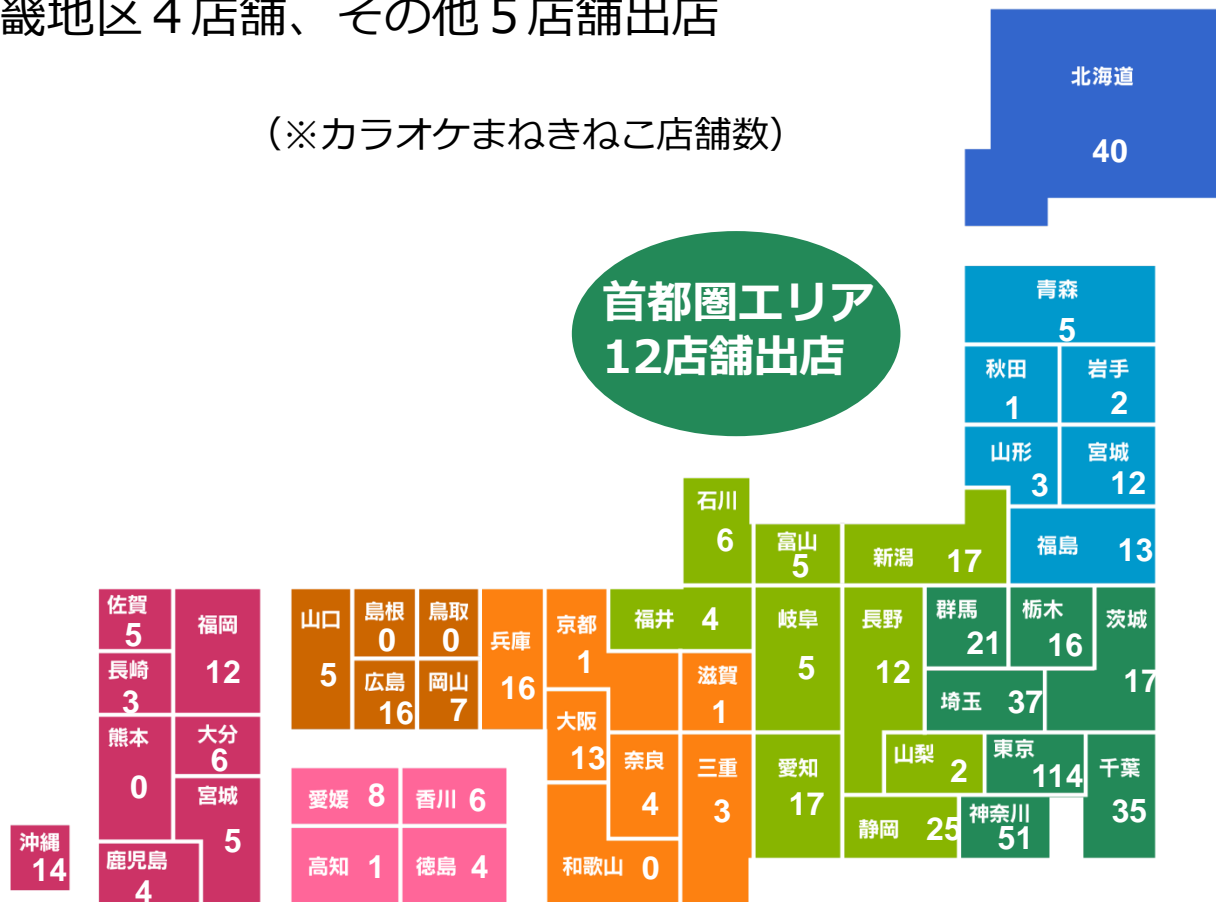 畿地区４店舗、その他５店舗出店
（※カラオケまねきねこ店舗数）
北海道
40
首都圏エリア
12店舗出店
青森
5
秋田
1
岩手
2
山形
3
宮城
12
石川
6
富山
5
新潟
17
福島
13
佐賀
5
福岡
12
山口
5
島根
0
鳥取
0
兵庫
16
京都
1
福井
4
岐阜
5
長野
12
群馬
21
栃木
16
茨城
17
長崎
3
広島
16
岡山
7
滋賀
1
埼玉
37
熊本
0
大分
6
大阪
13
奈良
4
三重
3
愛知
17
山梨
2
東京
114
千葉
35
宮城
5
愛媛
8
香川
6
静岡
25
神奈川
51
沖縄
14
鹿児島
4
高知
1
徳島
4
和歌山
0